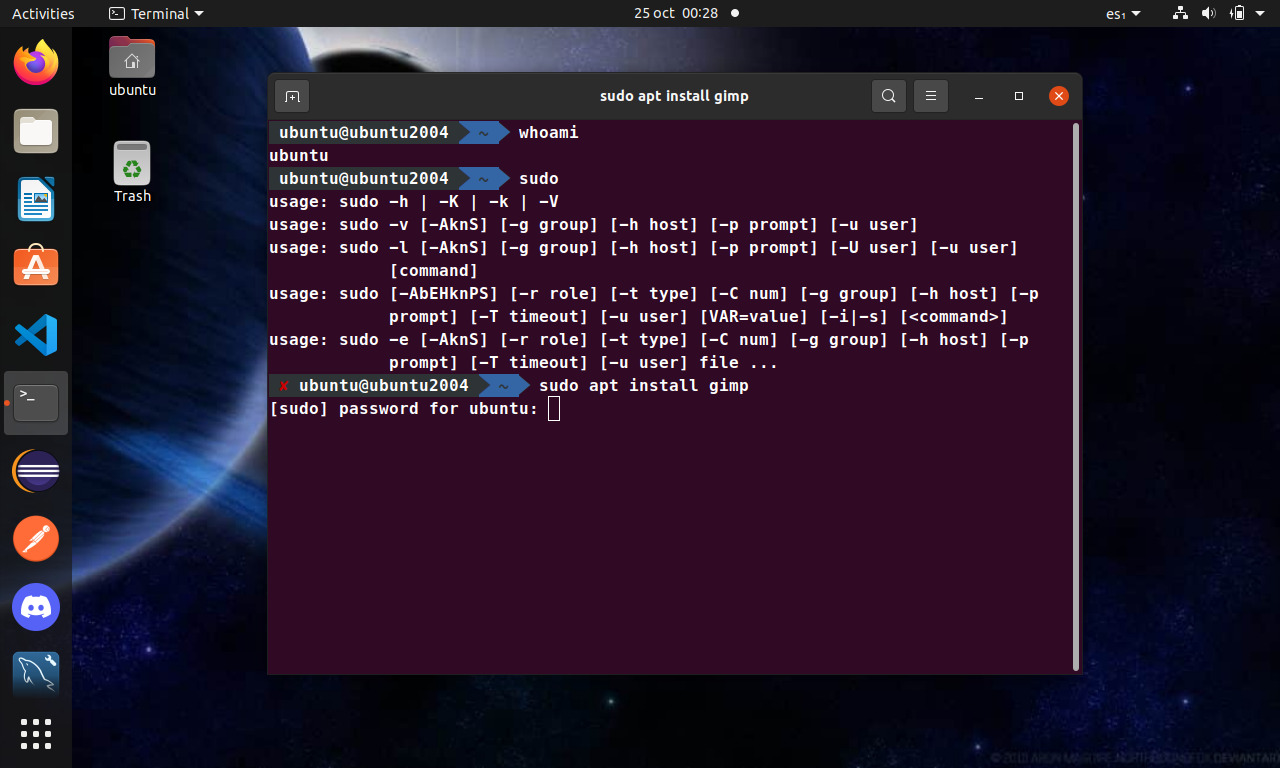 Activities Terminal 25 oct 00:28 es₁
ubuntu
Trash
sudo apt install gimp
ubuntu@ubuntu2004 ~ whoami
ubuntu
ubuntu@ubuntu2004 ~ sudo
usage: sudo -h | -K | -k | -V
usage: sudo -v [-AknS] [-g group] [-h host] [-p prompt] [-u user]
usage: sudo -l [-AknS] [-g group] [-h host] [-p prompt] [-U user] [-u user]
[command]
usage: sudo [-AbEHknPS] [-r role] [-t type] [-C num] [-g group] [-h host] [-p
prompt] [-T timeout] [-u user] [VAR=value] [-i|-s] [<command>]
usage: sudo -e [-AknS] [-r role] [-t type] [-C num] [-g group] [-h host] [-p
prompt] [-T timeout] [-u user] file ...
✘ ubuntu@ubuntu2004 ~ sudo apt install gimp
[sudo] password for ubuntu: